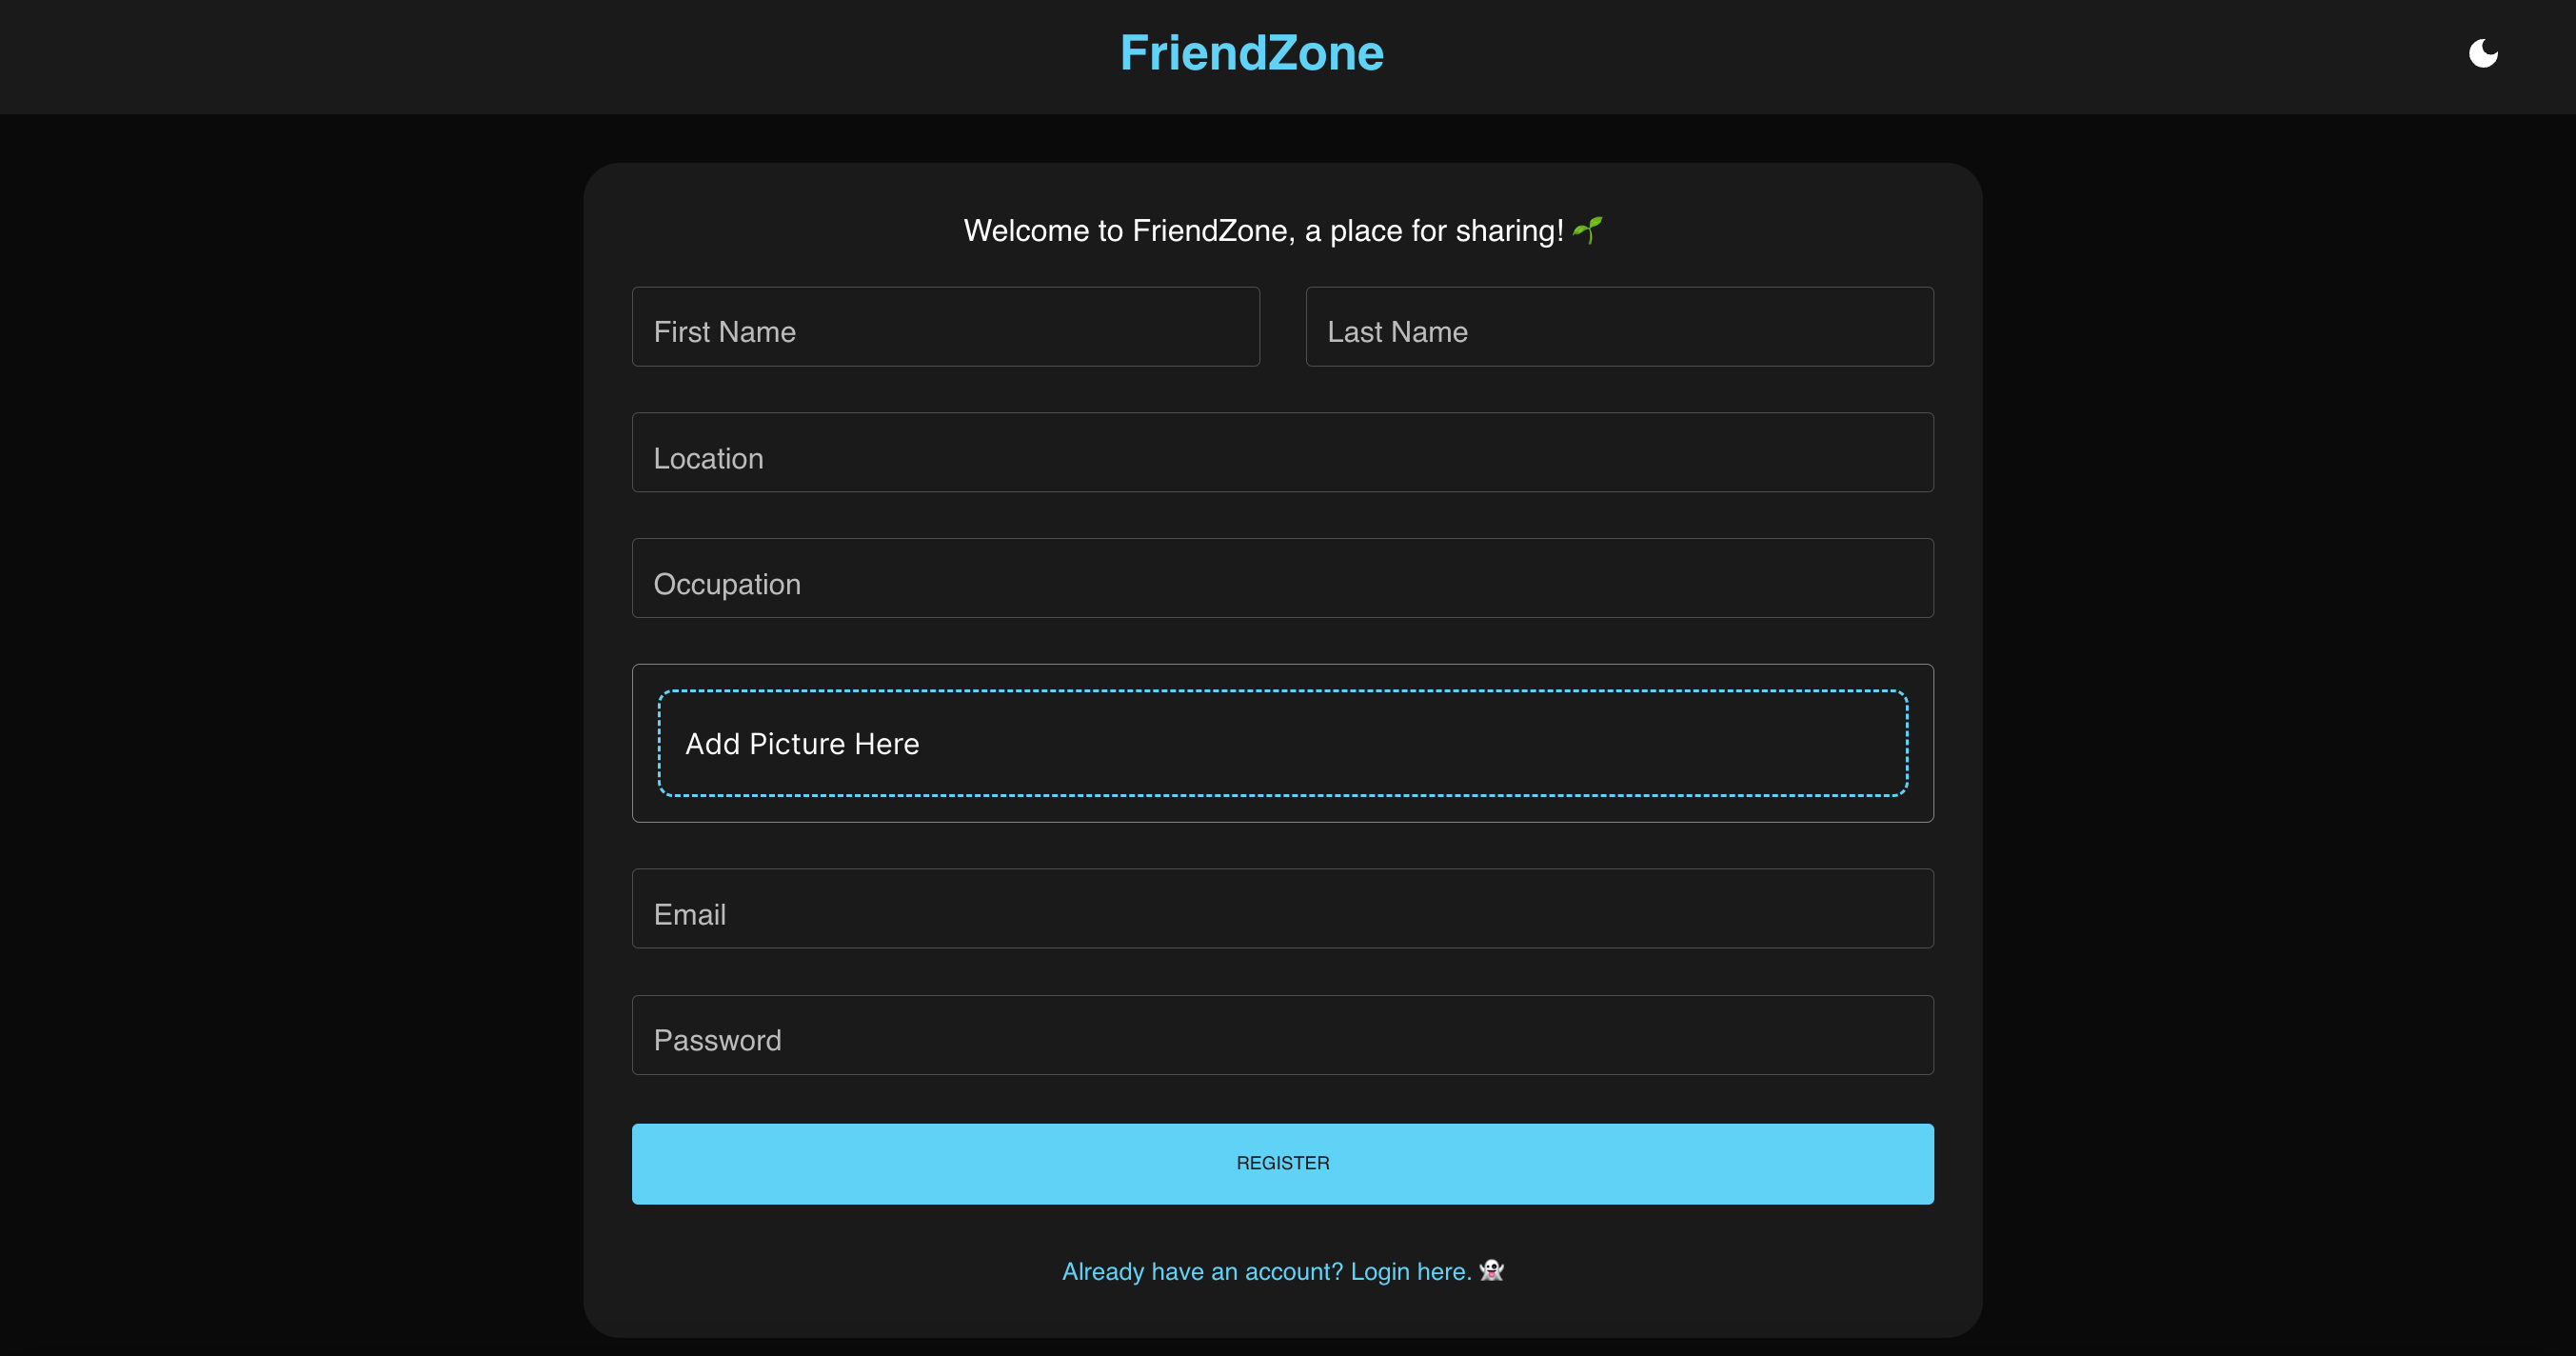 FriendZone
Welcome to FriendZone, a place for sharing! 🌱
First Name
Last Name
Location
Occupation
Add Picture Here
Email
Password
REGISTER
Already have an account? Login here. 👻